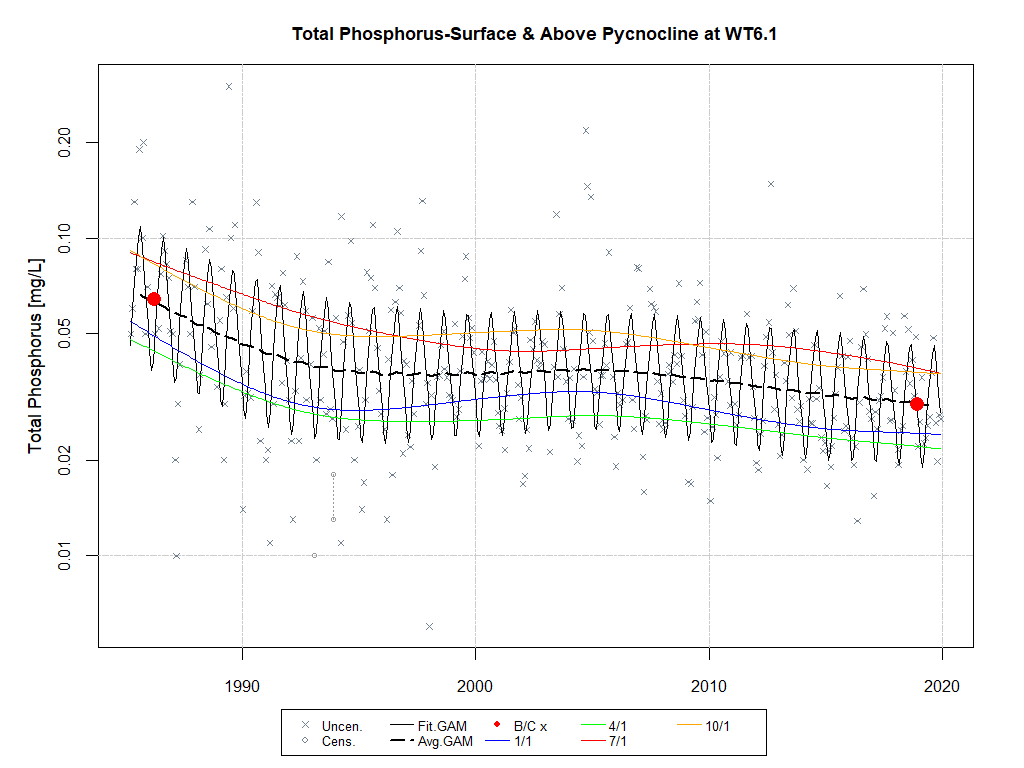 Total Phosphorus-Surface & Above Pycnocline at WT6.1
Total Phosphorus [mg/L]
0.20
0.10
0.05
0.02
0.01
1990 2000 2010 2020
Uncen. Fit.GAM B/C x 4/1 10/1
Cens. Avg.GAM 1/1 7/1